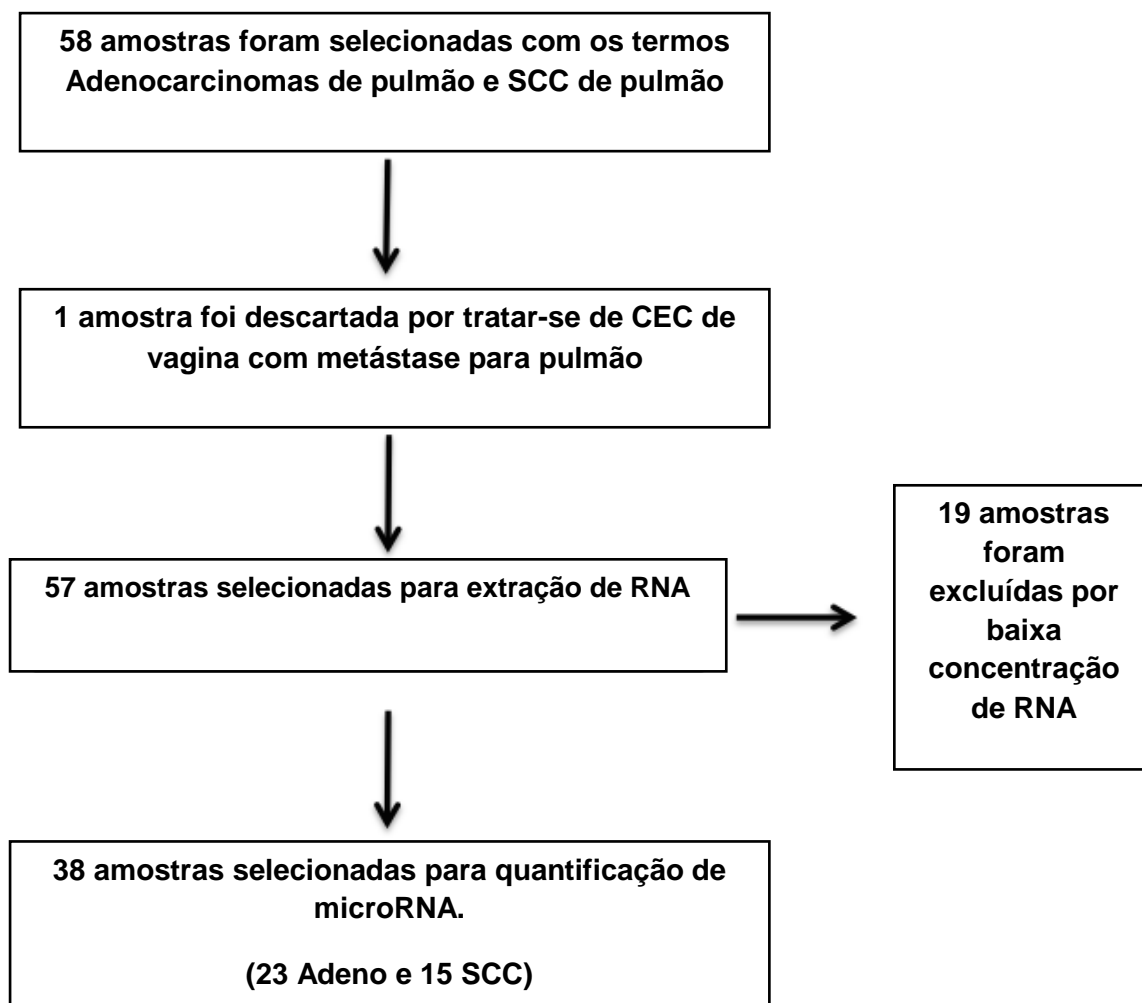 58 amostras foram selecionadas com os termos
Adenocarcinomas de pulmão e SCC de pulmão
1 amostra foi descartada por tratar-se de CEC de
vagina com metástase para pulmão
57 amostras selecionadas para extração de RNA
19 amostras
foram
excluídas por
baixa
concentração
de RNA
38 amostras selecionadas para quantificação de
microRNA.
(23 Adeno e 15 SCC)